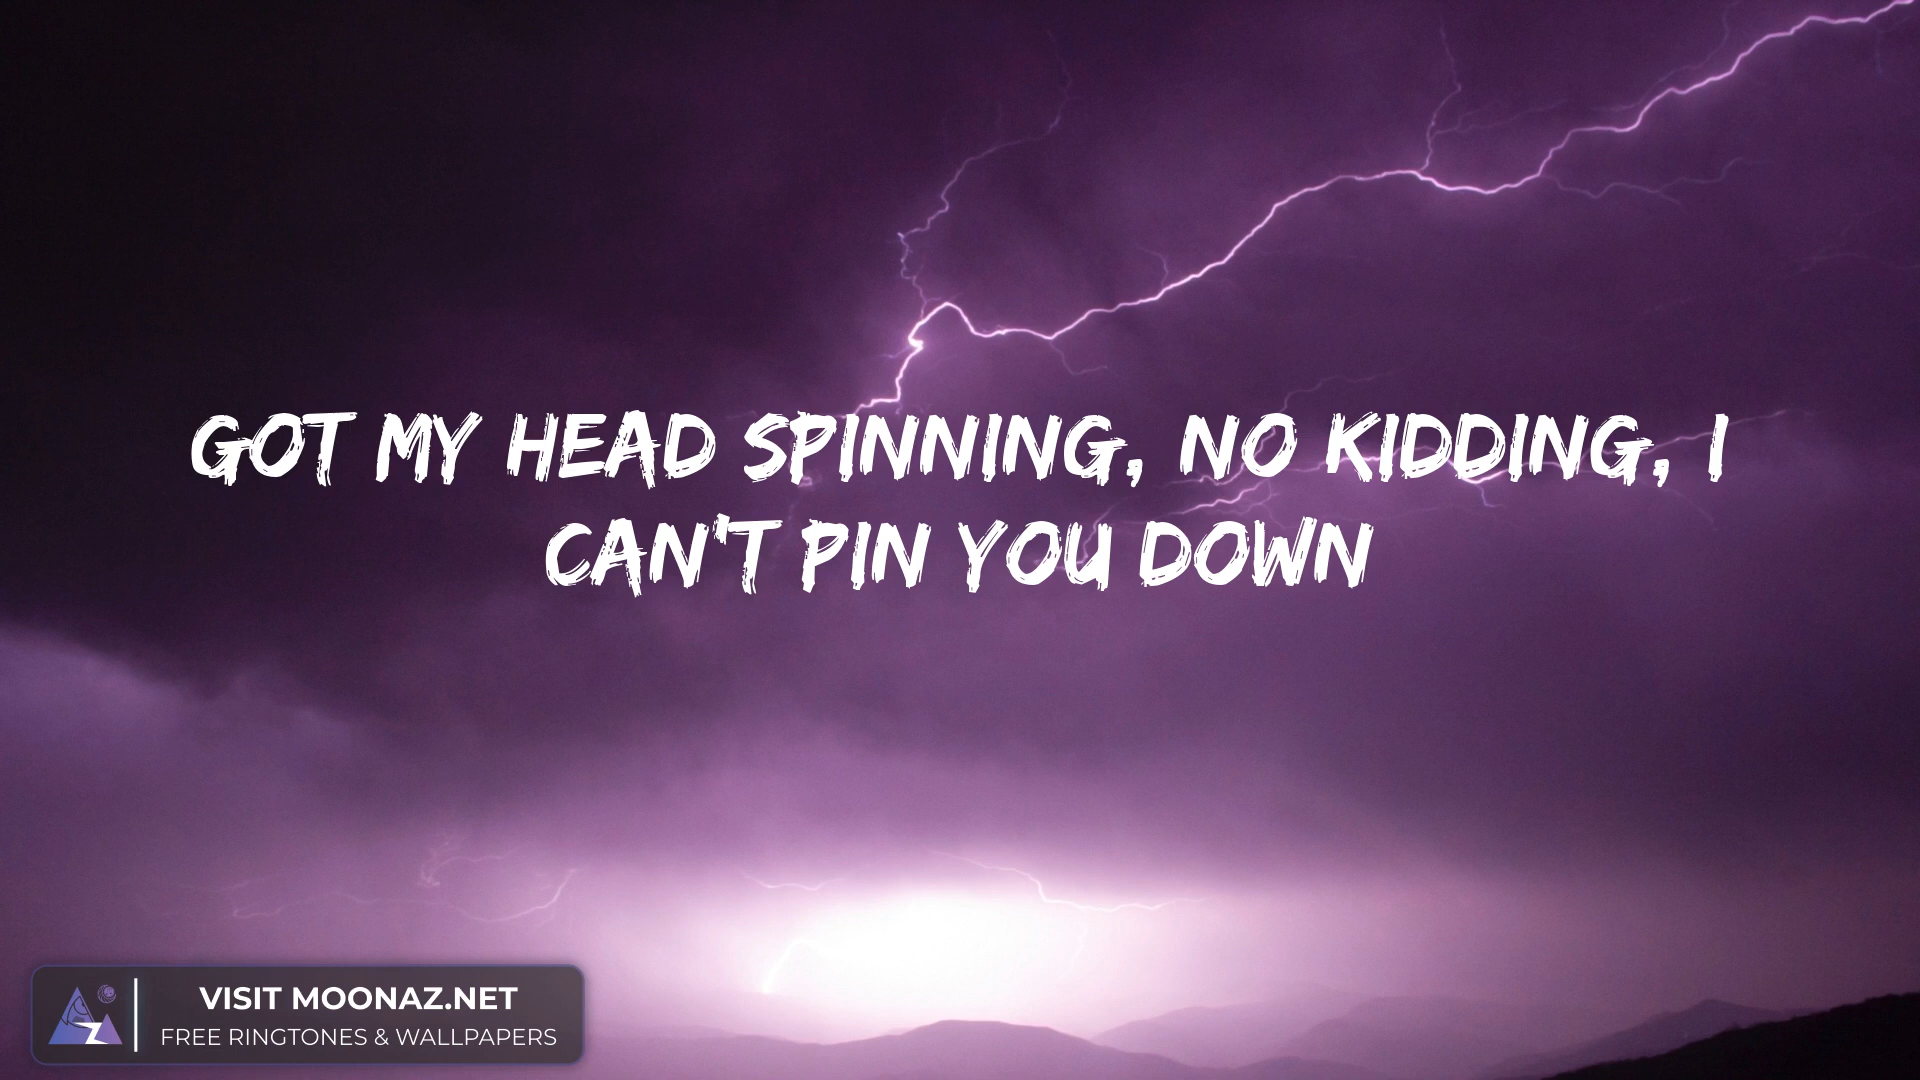 GOT MY HEAD SPINNING, NO KIDDING, I
CAN'T PIN YOU DOWN
VISIT MOONAZ.NET
FREE RINGTONES & WALLPAPERS